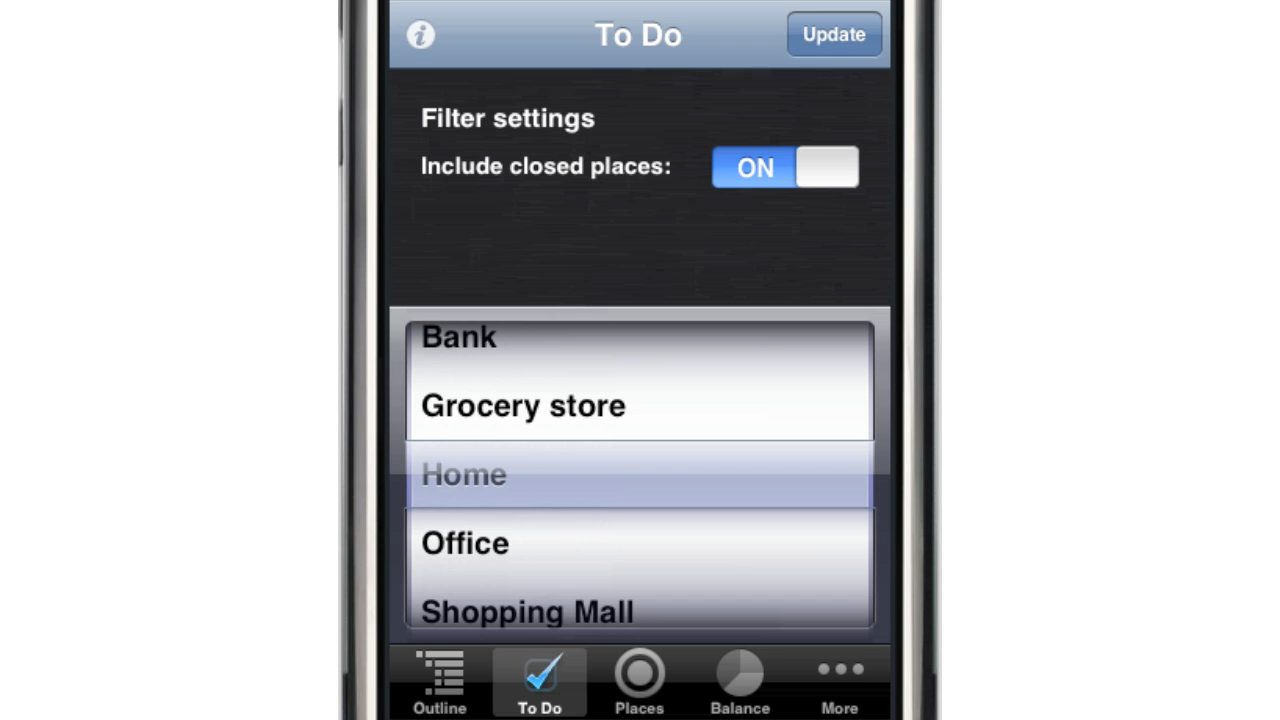 To Do
Update
Filter settings
Include closed places:
ON
Bank
Grocery store
Home
Office
Shopping Mall
Outline
To Do
Places
Balance
More